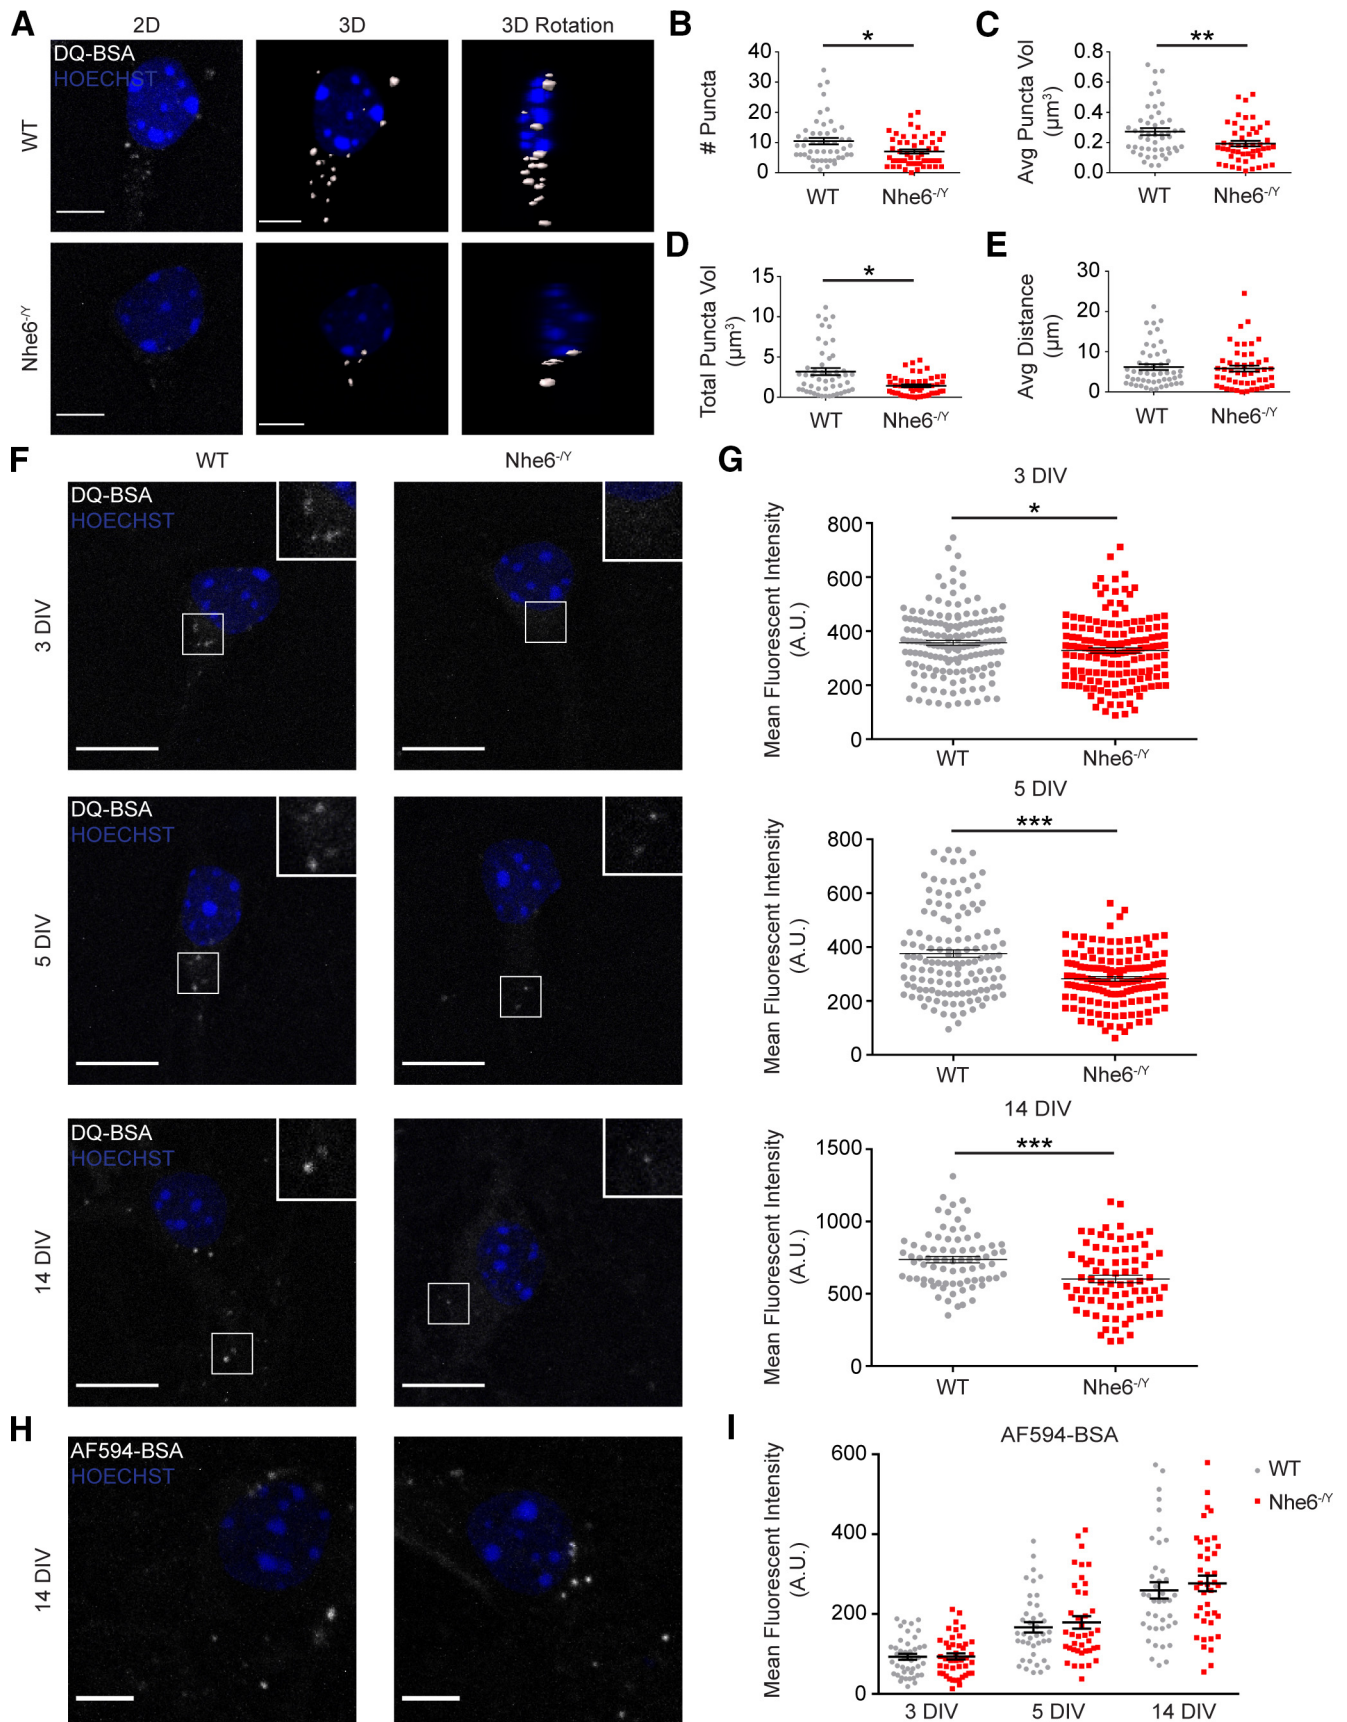 A
2D
3D
3D Rotation
WT
DQ-BSA
HOECHST
Nhe6-/Y
B
# Puncta
40
30
20
10
0
*
WT
Nhe6-/Y
C
Avg Puncta Vol
(µm3)
0.8
0.6
0.4
0.2
0.0
**
WT
Nhe6-/Y
D
Total Puncta Vol
(µm3)
15
10
5
0
*
WT
Nhe6-/Y
E
Avg Distance
(µm)
30
20
10
0
WT
Nhe6-/Y
F
WT
Nhe6-/Y
3 DIV
DQ-BSA
HOECHST
5 DIV
DQ-BSA
HOECHST
14 DIV
DQ-BSA
HOECHST
G
3 DIV
Mean Fluorescent Intensity
(A.U.)
800
600
400
200
0
*
WT
Nhe6-/Y
5 DIV
Mean Fluorescent Intensity
(A.U.)
800
600
400
200
0
***
WT
Nhe6-/Y
14 DIV
Mean Fluorescent Intensity
(A.U.)
1500
1000
500
0
***
WT
Nhe6-/Y
H
14 DIV
AF594-BSA
HOECHST
I
AF594-BSA
Mean Fluorescent Intensity
(A.U.)
600
400
200
0
3 DIV
5 DIV
14 DIV
WT
Nhe6-/Y